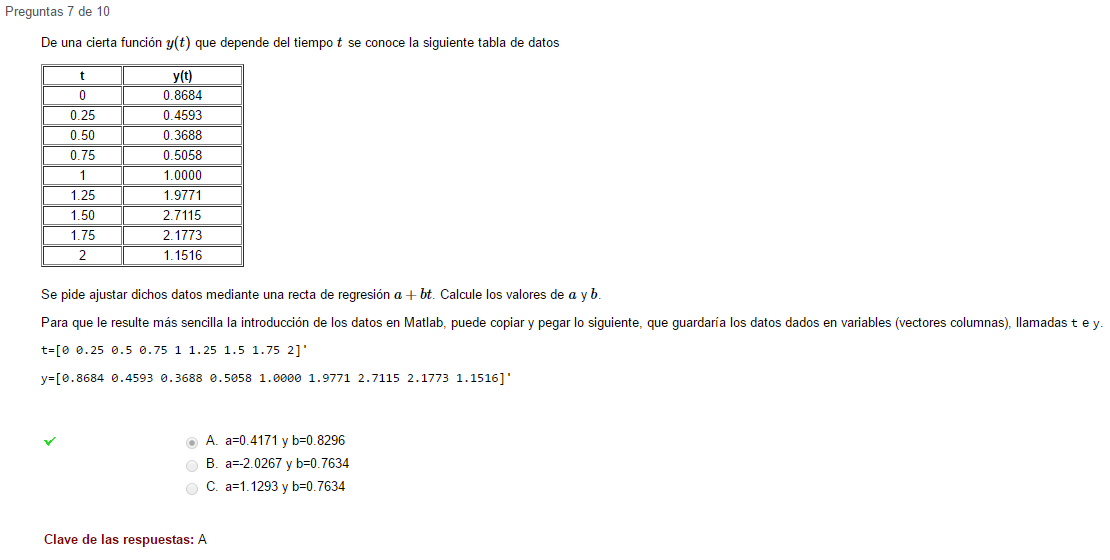 Preguntas 7 de 10
De una cierta función y(t) que depende del tiempo t se conoce la siguiente tabla de datos
t y(t)
0 0.8684
0.25 0.4593
0.50 0.3688
0.75 0.5058
1 1.0000
1.25 1.9771
1.50 2.7115
1.75 2.1773
2 1.1516
Se pide ajustar dichos datos mediante una recta de regresión a + bt. Calcule los valores de a y b.
Para que le resulte más sencilla la introducción de los datos en Matlab, puede copiar y pegar lo siguiente, que guardaría los datos dados en variables (vectores columnas), llamadas t e y.
t=[0 0.25 0.5 0.75 1 1.25 1.5 1.75 2]'
y=[0.8684 0.4593 0.3688 0.5058 1.0000 1.9771 2.7115 2.1773 1.1516]'
A. a=0.4171 y b=0.8296
B. a=-2.0267 y b=0.7634
C. a=1.1293 y b=0.7634
Clave de las respuestas: A